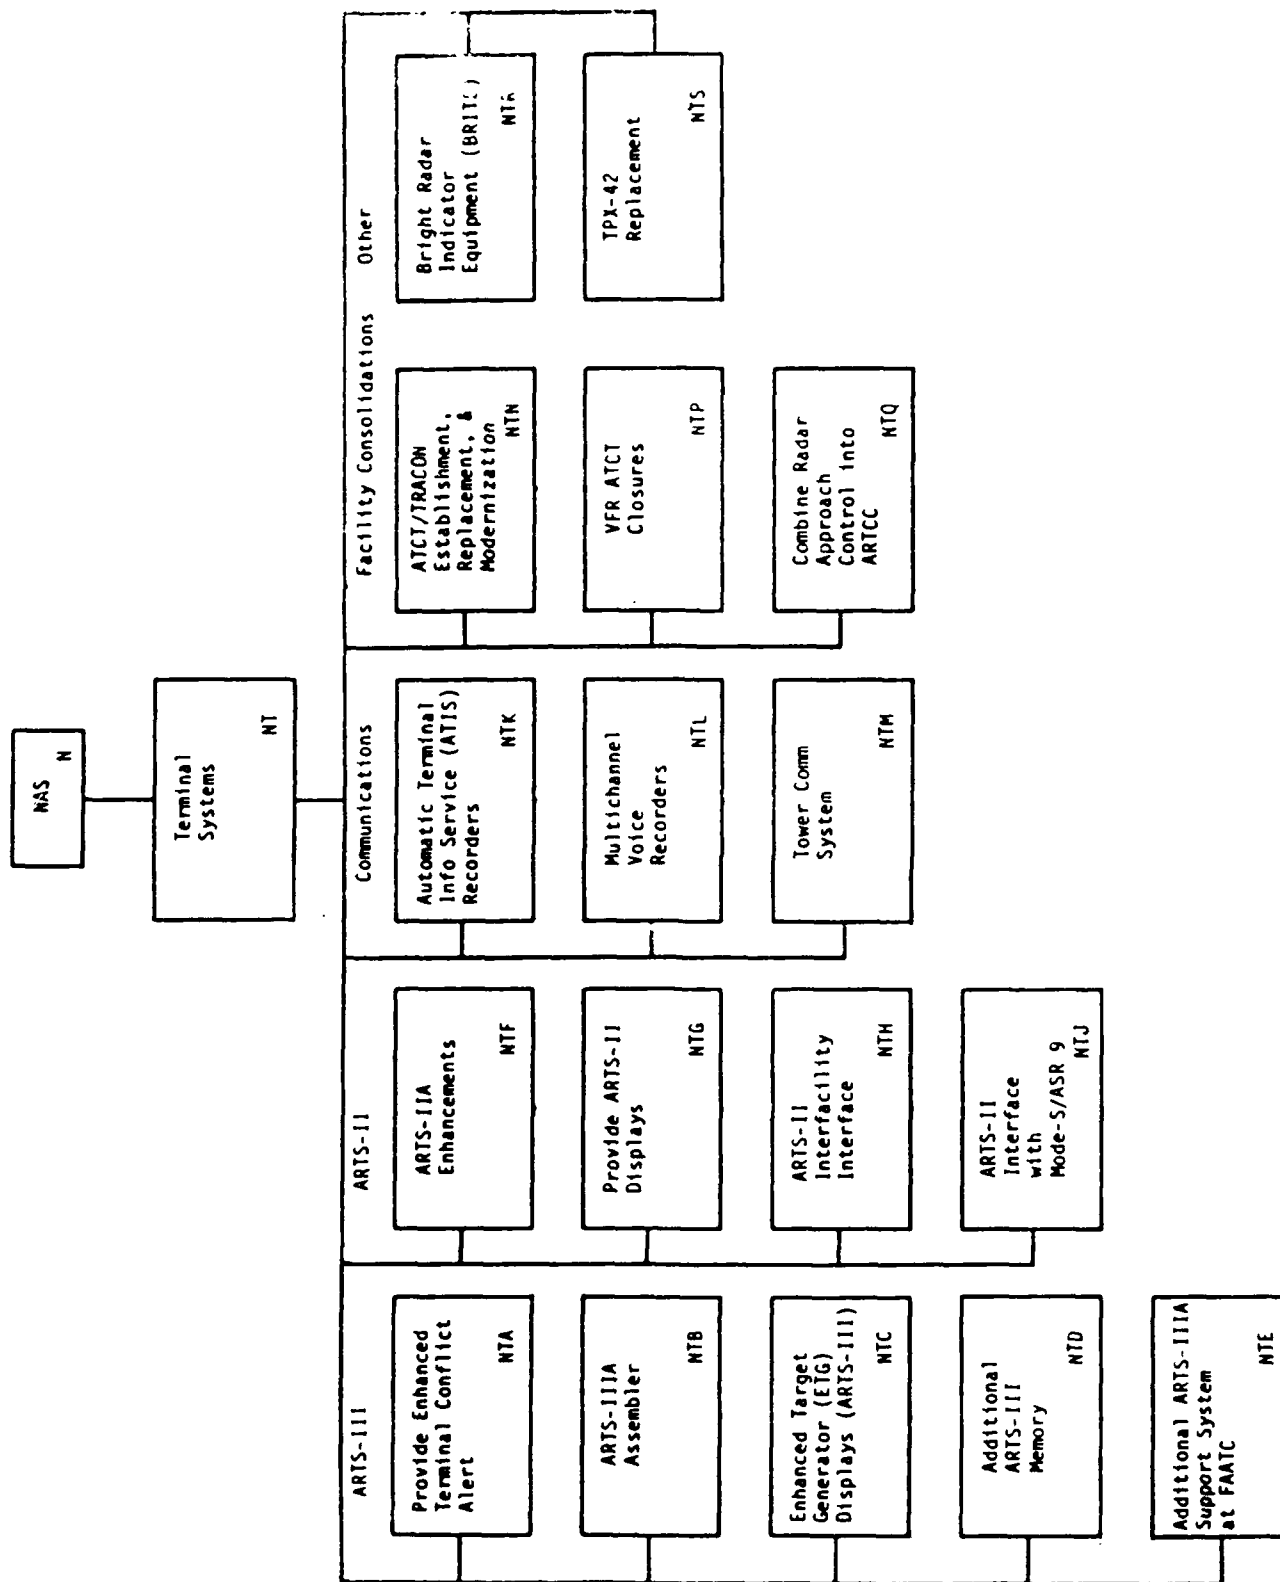 NAS
N
Terminal
Systems
NT
ARTS-III
Provide Enhanced
Terminal Conflict
Alert
NTA
ARTS-IIIA
Assembler
NTB
Enhanced Target
Generator (ETG)
Displays (ARTS-III)
NTC
Additional
ARTS-III
Memory
NTD
Additional ARTS-IIIA
Support System
at FAATC
NTE
ARTS-II
ARTS-IIA
Enhancements
NTF
Provide ARTS-II
Displays
NTG
ARTS-II
Interfacility
Interface
NTH
ARTS-II
Interface
with
Mode-S/ASR 9
NTJ
Communications
Automatic Terminal
Info Service (ATIS)
Recorders
NTK
Multichannel
Voice
Recorders
NTL
Tower Comm
System
NTM
Facility Consolidations
ATCT/TRACON
Establishment,
Replacement, &
Modernization
NTN
VFR ATCT
Closures
NTP
Combine Radar
Approach
Control into
ARTCC
NTQ
Other
Bright Radar
Indicator
Equipment (BRITE)
TPX-42
Replacement
NTS